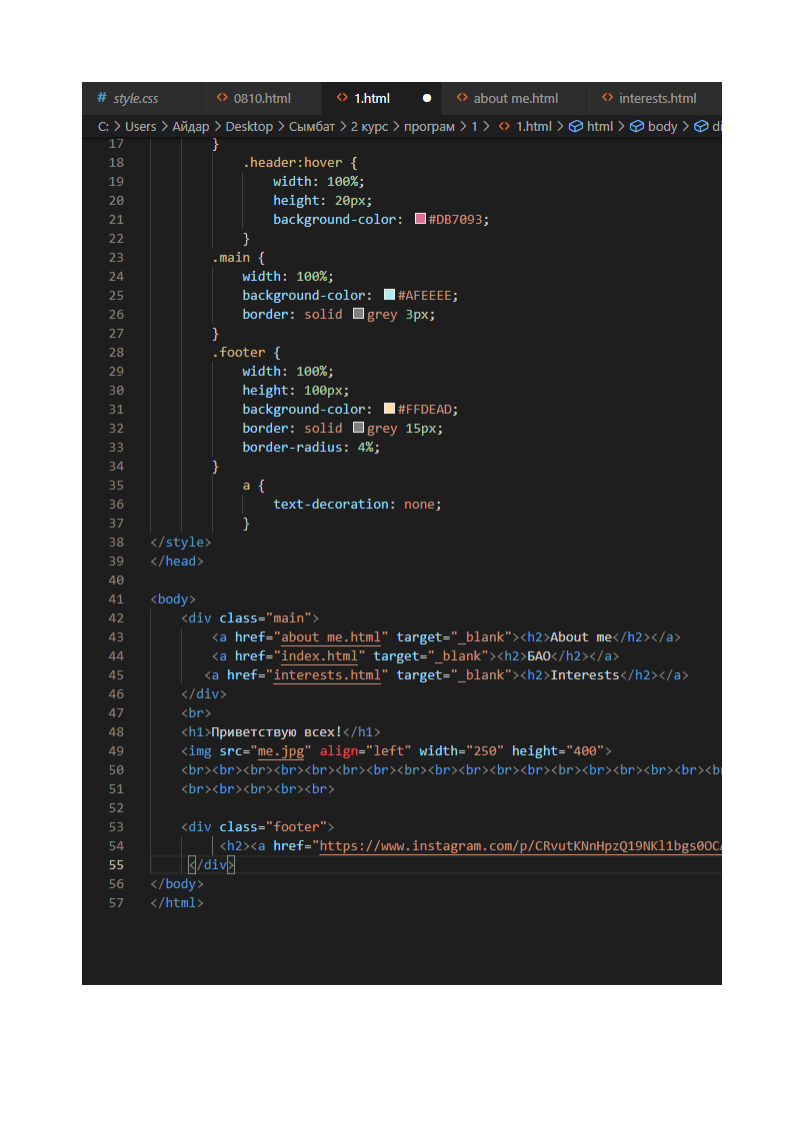 # style.css <> 0810.html <> 1.html ● <> about me.html <> interests.html
C: > Users > Айдар > Desktop > Сымбат > 2 курс > програм > 1 > <> 1.html > html > body > di
17 }
18 .header:hover {
19 width: 100%;
20 height: 20px;
21 background-color: #DB7093;
22 }
23 .main {
24 width: 100%;
25 background-color: #AFEEEE;
26 border: solid grey 3px;
27 }
28 .footer {
29 width: 100%;
30 height: 100px;
31 background-color: #FFDEAD;
32 border: solid grey 15px;
33 border-radius: 4%;
34 }
35 a {
36 text-decoration: none;
37 }
38 </style>
39 </head>
40
41 <body>
42 <div class="main">
43 <a href="about me.html" target="_blank"><h2>About me</h2></a>
44 <a href="index.html" target="_blank"><h2>БАО</h2></a>
45 <a href="interests.html" target="_blank"><h2>Interests</h2></a>
46 </div>
47 <br>
48 <h1>Приветствую всех!</h1>
49 <img src="me.jpg" align="left" width="250" height="400">
50 <br><br><br><br><br><br><br><br><br><br><br><br><br><br><br><br><br><br
51 <br><br><br><br><br>
52
53 <div class="footer">
54 <h2><a href="https://www.instagram.com/p/CRvutKNnHpzQ19NKl1bgs0OCA
55 </div>
56 </body>
57 </html>